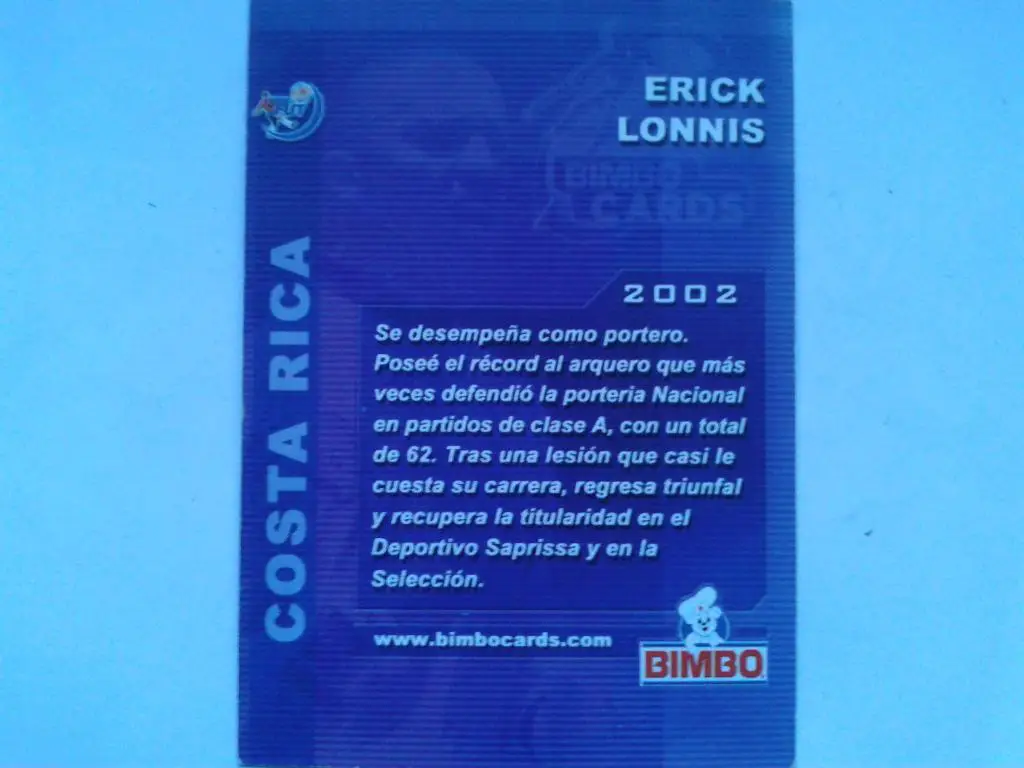 ERICK
LONNIS
BIMBO
CARDS
COSTA RICA
2002
Se desempeña como portero.
Poseé el récord al arquero que más
veces defendió la porteria Nacional
en partidos de clase A, con un total
de 62. Tras una lesión que casi le
cuesta su carrera, regresa triunfal
y recupera la titularidad en el
Deportivo Saprissa y en la
Selección.
www.bimbocards.com
BIMBO